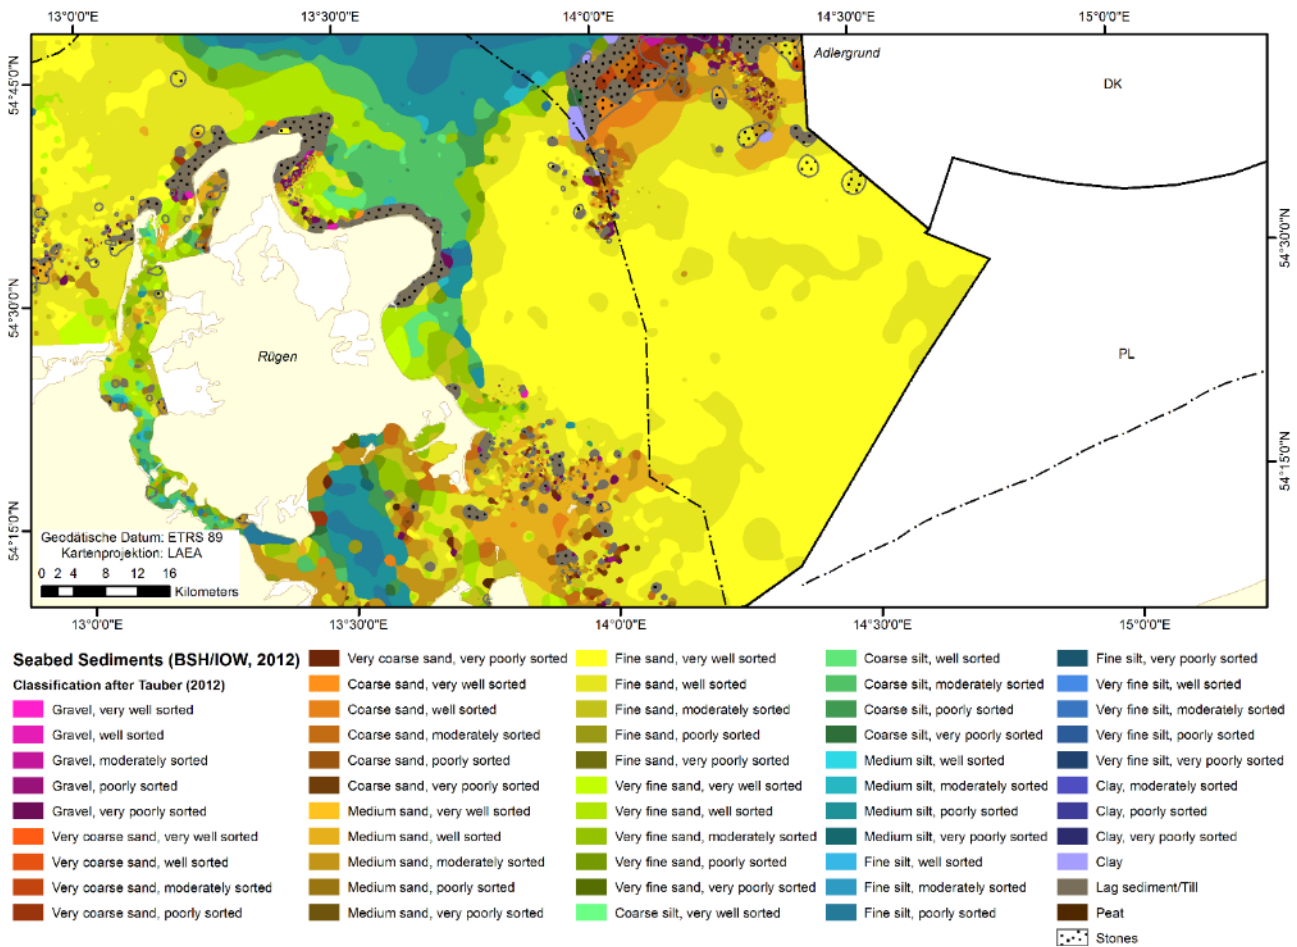 13°0'0"E 13°30'0"E 14°0'0"E 14°30'0"E 15°0'0"E
Adlergrund
DK
54°45'0"N
54°30'0"N
54°30'0"N
Rügen
PL
54°15'0"N
54°15'0"N
Geodätische Datum: ETRS 89
Kartenprojektion: LAEA
0 2 4 8 12 16
Kilometers
13°0'0"E 13°30'0"E 14°0'0"E 14°30'0"E 15°0'0"E
Seabed Sediments (BSH/IOW, 2012)
Classification after Tauber (2012)
Gravel, very well sorted
Gravel, well sorted
Gravel, moderately sorted
Gravel, poorly sorted
Gravel, very poorly sorted
Very coarse sand, very well sorted
Very coarse sand, well sorted
Very coarse sand, moderately sorted
Very coarse sand, poorly sorted
Very coarse sand, very poorly sorted
Coarse sand, very well sorted
Coarse sand, well sorted
Coarse sand, moderately sorted
Coarse sand, poorly sorted
Coarse sand, very poorly sorted
Medium sand, very well sorted
Medium sand, well sorted
Medium sand, moderately sorted
Medium sand, poorly sorted
Medium sand, very poorly sorted
Fine sand, very well sorted
Fine sand, well sorted
Fine sand, moderately sorted
Fine sand, poorly sorted
Fine sand, very poorly sorted
Very fine sand, very well sorted
Very fine sand, well sorted
Very fine sand, moderately sorted
Very fine sand, poorly sorted
Very fine sand, very poorly sorted
Coarse silt, very well sorted
Coarse silt, well sorted
Coarse silt, moderately sorted
Coarse silt, poorly sorted
Coarse silt, very poorly sorted
Medium silt, well sorted
Medium silt, moderately sorted
Medium silt, poorly sorted
Medium silt, very poorly sorted
Fine silt, well sorted
Fine silt, moderately sorted
Fine silt, poorly sorted
Fine silt, very poorly sorted
Very fine silt, well sorted
Very fine silt, moderately sorted
Very fine silt, poorly sorted
Very fine silt, very poorly sorted
Clay, moderately sorted
Clay, poorly sorted
Clay, very poorly sorted
Clay
Lag sediment/Till
Peat
Stones